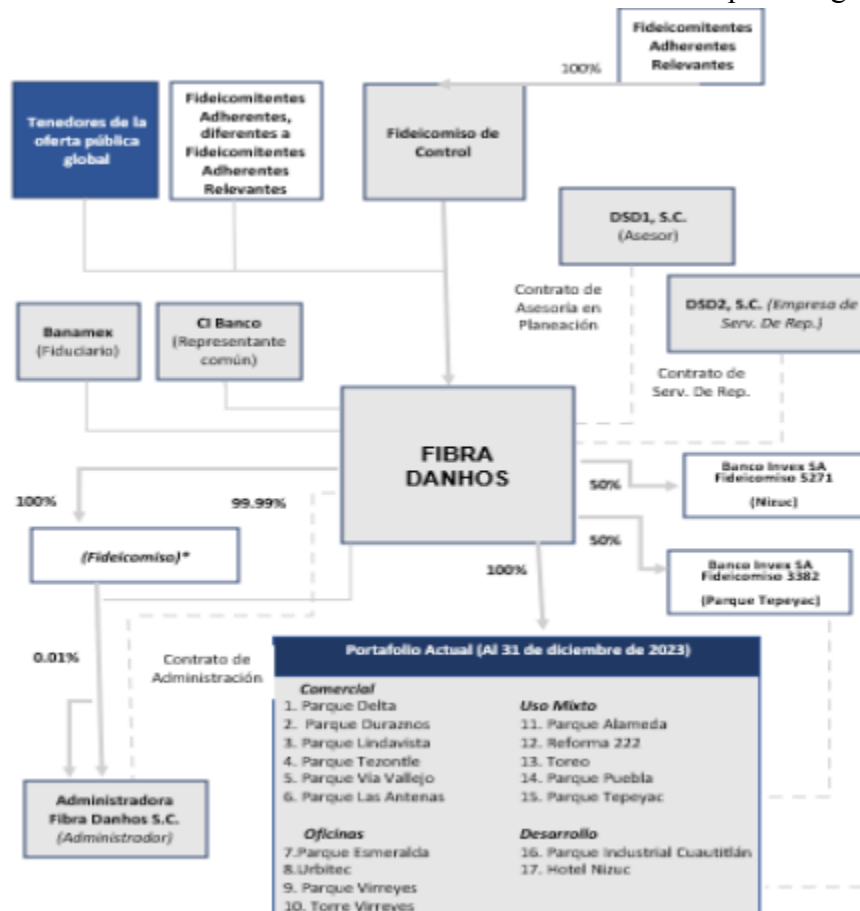 Fideicomitentes
Adherentes
Relevantes
100%
Tenedores de la
oferta pública
global
Fideicomitentes
Adherentes,
diferentes a
Fideicomitentes
Adherentes
Relevantes
Fideicomiso de
Control
DSD1, S.C.
(Asesor)
Contrato de
Asesoría en
Planeación
DSD2, S.C. (Empresa de
Serv. De Rep.)
Contrato de
Serv. De Rep.
Banamex
(Fiduciario)
CI Banco
(Representante
común)
FIBRA
DANHOS
100%
99.99%
50%
Banco Invex SA
Fideicomiso 5271
(Nizuc)
50%
Banco Invex SA
Fideicomiso 3382
(Parque Tepeyac)
(Fideicomiso)*
100%
0.01%
Contrato de
Administración
Administradora
Fibra Danhos S.C.
(Administrador)
Portafolio Actual (Al 31 de diciembre de 2023)
Comercial
1. Parque Delta
2. Parque Duraznos
3. Parque Lindavista
4. Parque Tezontle
5. Parque Vía Vallejo
6. Parque Las Antenas
Oficinas
7.Parque Esmeralda
8.Urbitec
9. Parque Virreyes
10. Torre Virreyes
Uso Mixto
11. Parque Alameda
12. Reforma 222
13. Toreo
14. Parque Puebla
15. Parque Tepeyac
Desarrollo
16. Parque Industrial Cuautitlán
17. Hotel Nizuc